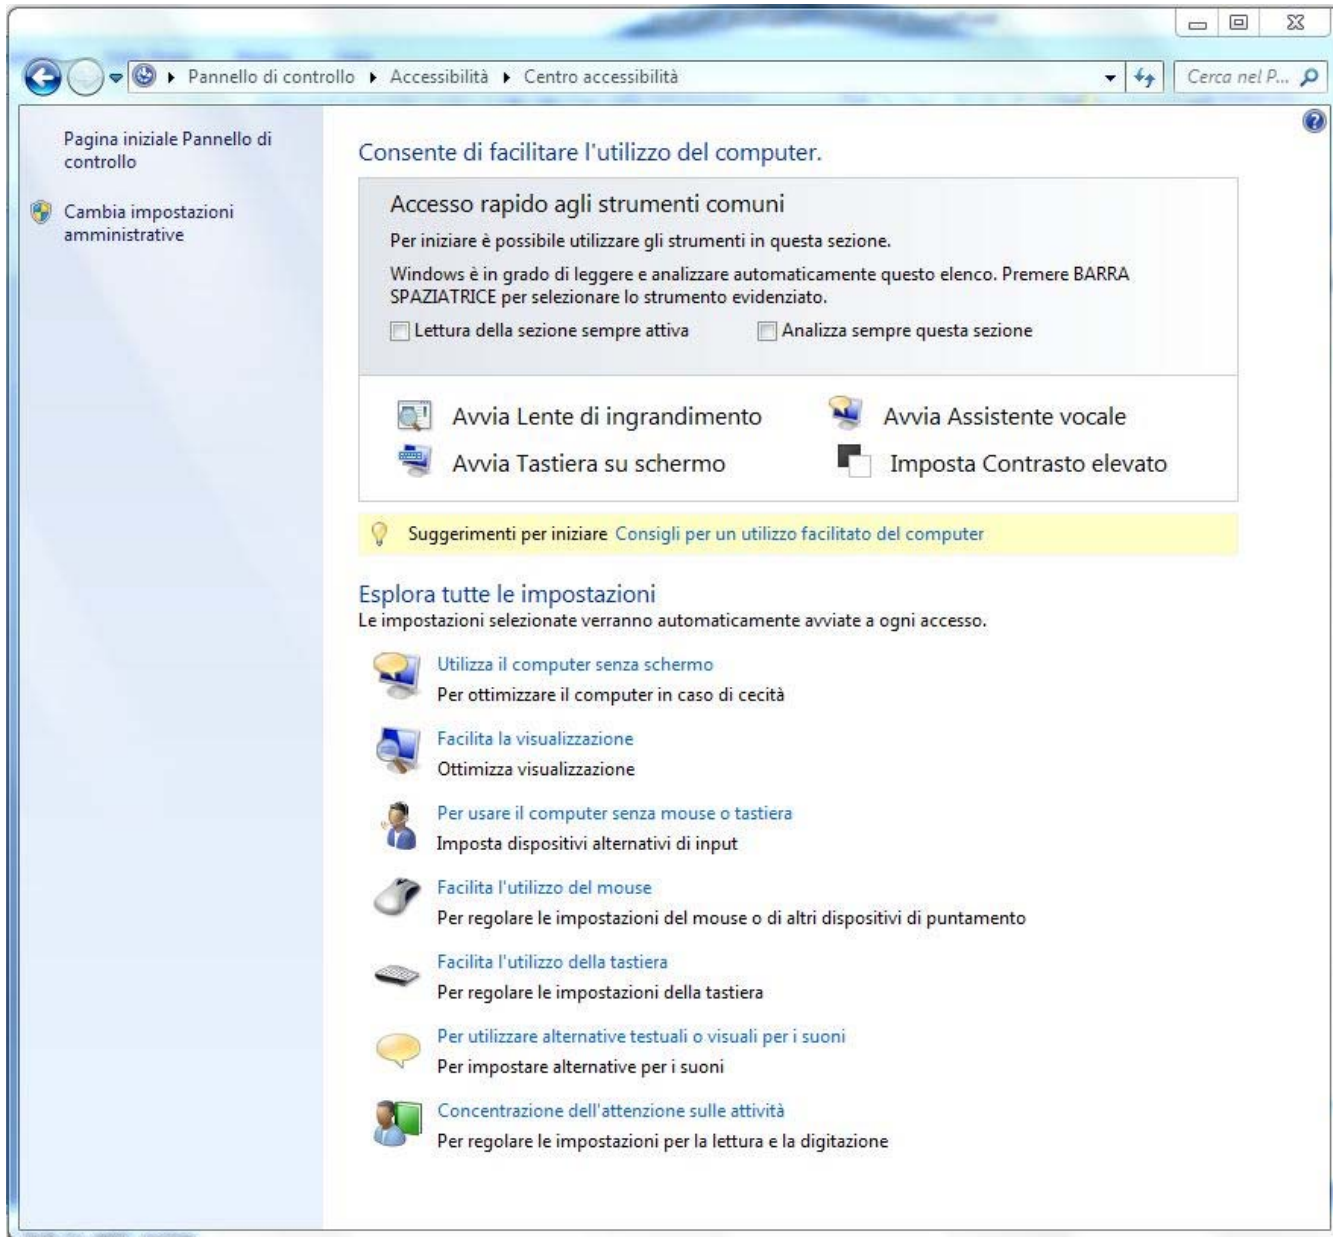 Pannello di controllo ▸ Accessibilità ▸ Centro accessibilità
Cerca nel P...
Pagina iniziale Pannello di
controllo
Cambia impostazioni
amministrative
Consente di facilitare l'utilizzo del computer.
Accesso rapido agli strumenti comuni
Per iniziare è possibile utilizzare gli strumenti in questa sezione.
Windows è in grado di leggere e analizzare automaticamente questo elenco. Premere BARRA
SPAZIATRICE per selezionare lo strumento evidenziato.
Lettura della sezione sempre attiva
Analizza sempre questa sezione
Avvia Lente di ingrandimento
Avvia Assistente vocale
Avvia Tastiera su schermo
Imposta Contrasto elevato
Suggerimenti per iniziare Consigli per un utilizzo facilitato del computer
Esplora tutte le impostazioni
Le impostazioni selezionate verranno automaticamente avviate a ogni accesso.
Utilizza il computer senza schermo
Per ottimizzare il computer in caso di cecità
Facilita la visualizzazione
Ottimizza visualizzazione
Per usare il computer senza mouse o tastiera
Imposta dispositivi alternativi di input
Facilita l'utilizzo del mouse
Per regolare le impostazioni del mouse o di altri dispositivi di puntamento
Facilita l'utilizzo della tastiera
Per regolare le impostazioni della tastiera
Per utilizzare alternative testuali o visuali per i suoni
Per impostare alternative per i suoni
Concentrazione dell'attenzione sulle attività
Per regolare le impostazioni per la lettura e la digitazione